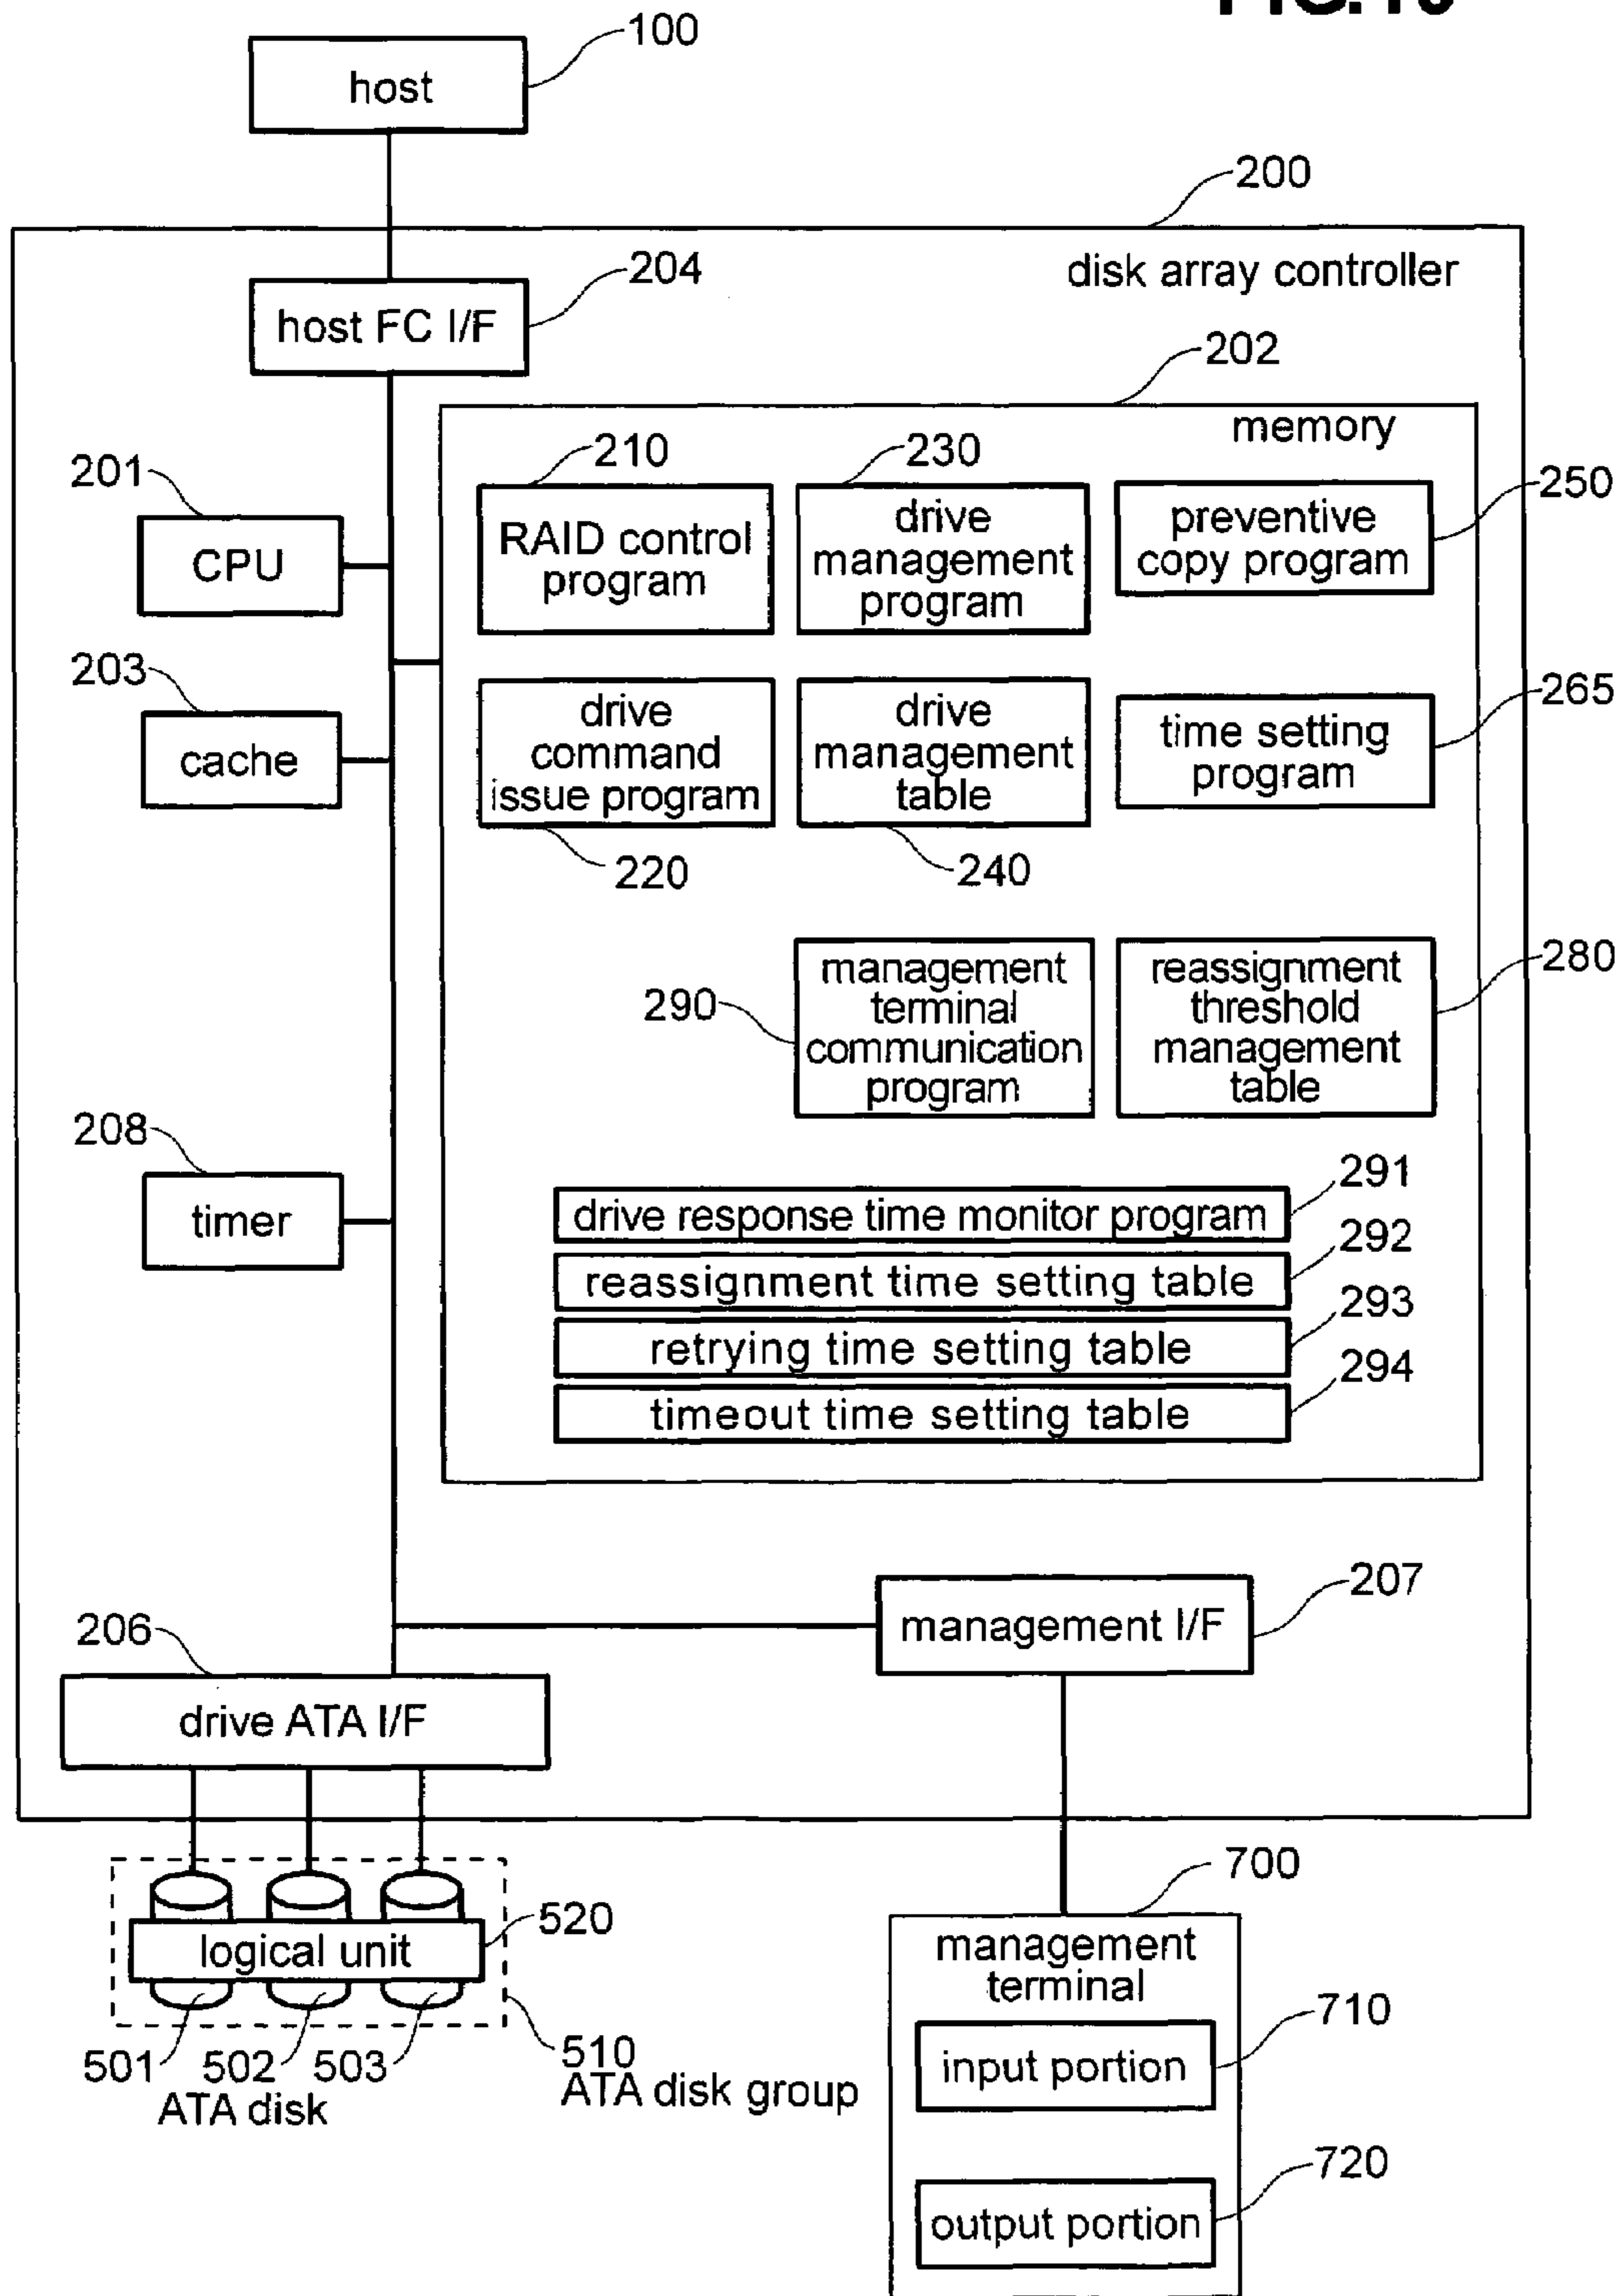 100
host
200
disk array controller
204
host FC I/F
202
memory
210
230
250
201
RAID control
program
drive
management
program
preventive
copy program
CPU
203
265
drive
command
issue program
drive
management
table
time setting
program
cache
220
240
280
290
management
terminal
communication
program
reassignment
threshold
management
table
208
timer
291
drive response time monitor program
292
reassignment time setting table
293
retrying time setting table
294
timeout time setting table
207
management I/F
206
drive ATA I/F
700
520
logical unit
management
terminal
501 502 503
ATA disk
510
ATA disk group
710
input portion
720
output portion